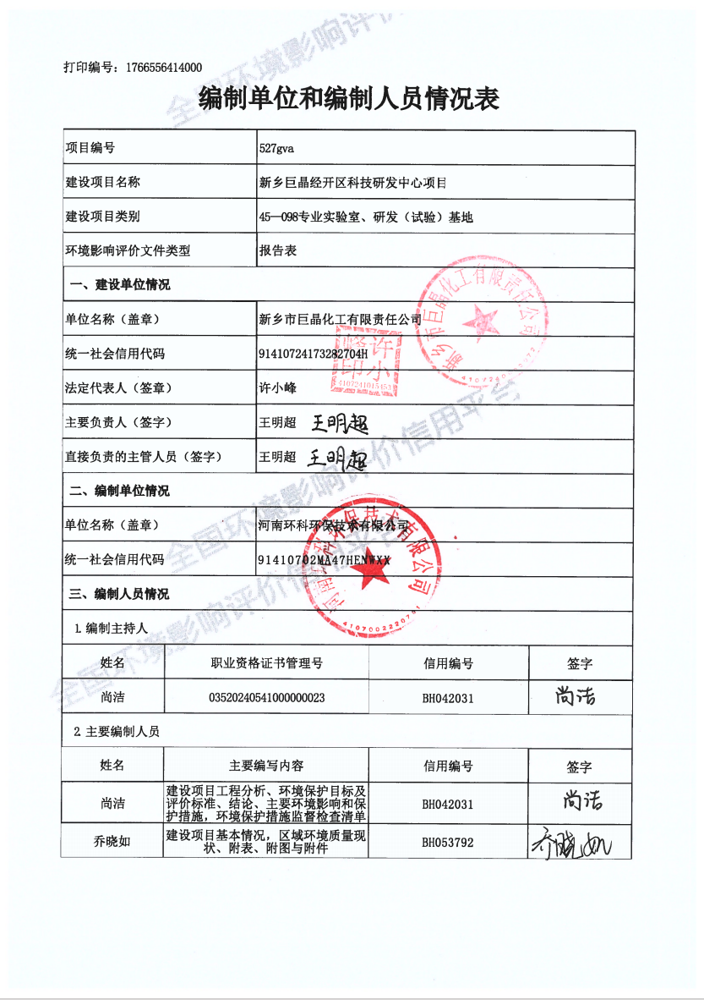 打印编号：1766556414000
编制单位和编制人员情况表
项目编号 527gva
建设项目名称 新乡巨晶经开区科技研发中心项目
建设项目类别 45—098专业实验室、研发（试验）基地
环境影响评价文件类型 报告表
一、建设单位情况
单位名称（盖章） 新乡市巨晶化工有限责任公司
统一社会信用代码 91410724173282704H
法定代表人（签章） 许小峰
主要负责人（签字） 王明超 王明超
直接负责的主管人员（签字） 王明超 王明超
二、编制单位情况
单位名称（盖章） 河南环科环保技术有限公司
统一社会信用代码 91410702MA47HENWXX
三、编制人员情况
1.编制主持人
姓名 职业资格证书管理号 信用编号 签字
尚洁 03520240541000000023 BH042031 尚洁
2.主要编制人员
姓名 主要编写内容 信用编号 签字
尚洁 建设项目工程分析、环境保护目标及
评价标准、结论、主要环境影响和保 BH042031 尚洁
护措施，环境保护措施监督检查清单
乔晓如 建设项目基本情况，区域环境质量现 BH053792 乔晓如
状、附表、附图与附件
新乡市巨晶化工有限责任公司
许小峰印
4107241015453
河南环科环保技术有限公司
4107002220791
全国环境影响评价信用平台
全国环境影响评价信用平台